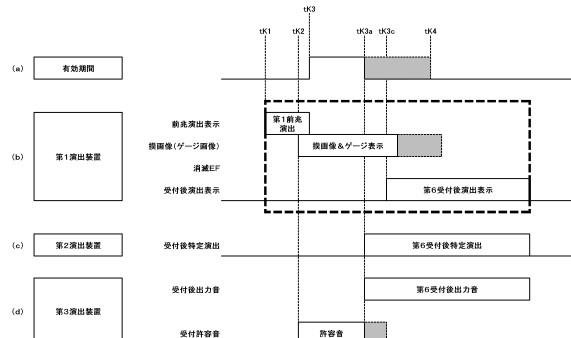 tK3
tK1
tK2
tK3a
tK3c
tK4
(a)
有効期間
(b)
第1演出装置
前兆演出表示
第1前兆
演出
摸画像(ゲージ画像)
摸画像&ゲージ表示
消滅EF
受付後演出表示
第6受付後演出表示
(c)
第2演出装置
受付後特定演出
第6受付後特定演出
(d)
第3演出装置
受付後出力音
第6受付後出力音
受付許容音
許容音